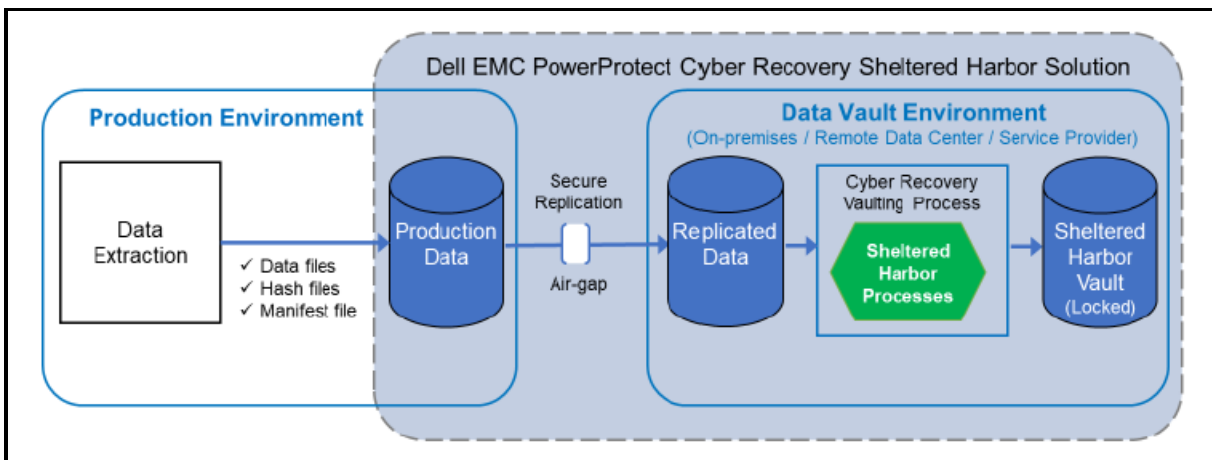 Dell EMC PowerProtect Cyber Recovery Sheltered Harbor Solution
Production Environment
Data
Extraction
✓ Data files
✓ Hash files
✓ Manifest file
Production
Data
Secure
Replication
Air-gap
Data Vault Environment
(On-premises / Remote Data Center / Service Provider)
Replicated
Data
Cyber Recovery
Vaulting Process
Sheltered
Harbor
Processes
Sheltered
Harbor
Vault
(Locked)